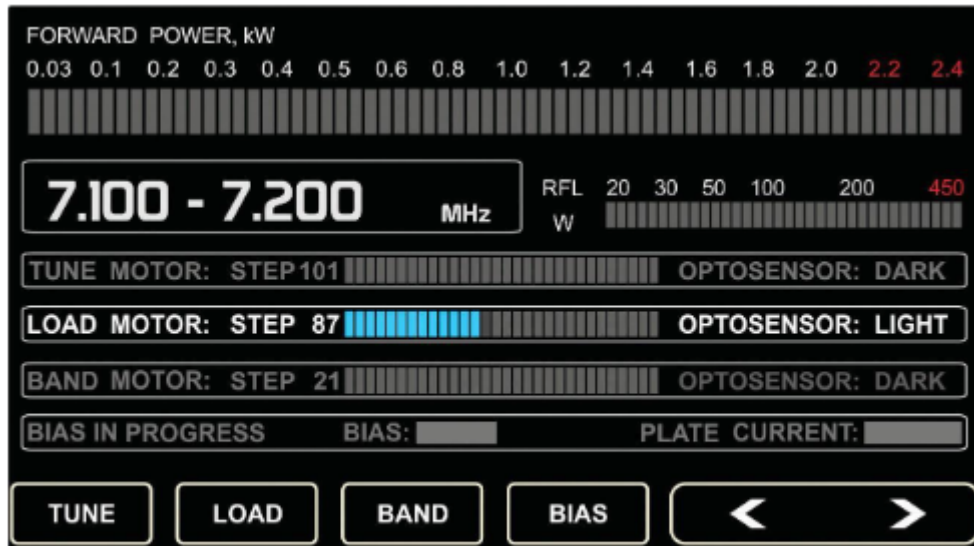 FORWARD POWER, kW
0.03 0.1 0.2 0.3 0.4 0.5 0.6 0.8 1.0 1.2 1.4 1.6 1.8 2.0 2.2 2.4
7.100 - 7.200 MHz
RFL 20 30 50 100 200 450
W
TUNE MOTOR: STEP 101 OPTOSENSOR: DARK
LOAD MOTOR: STEP 87 OPTOSENSOR: LIGHT
BAND MOTOR: STEP 21 OPTOSENSOR: DARK
BIAS IN PROGRESS BIAS: PLATE CURRENT:
TUNE LOAD BAND BIAS < >